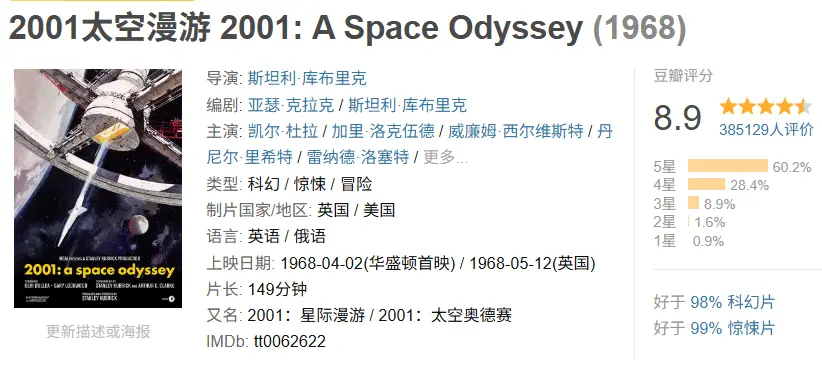 2001太空漫游 2001: A Space Odyssey (1968)
2001: a space odyssey
更新描述或海报
导演: 斯坦利·库布里克
编剧: 亚瑟·克拉克 / 斯坦利·库布里克
主演: 凯尔·杜拉 / 加里·洛克伍德 / 威廉姆·西尔维斯特 / 丹
尼尔·里希特 / 雷纳德·洛塞特 / 更多...
类型: 科幻 / 惊悚 / 冒险
制片国家/地区: 英国 / 美国
语言: 英语 / 俄语
上映日期: 1968-04-02(华盛顿首映) / 1968-05-12(英国)
片长: 149分钟
又名: 2001：星际漫游 / 2001：太空奥德赛
IMDb: tt0062622
豆瓣评分
8.9
385129人评价
5星 60.2%
4星 28.4%
3星 8.9%
2星 1.6%
1星 0.9%
好于 98% 科幻片
好于 99% 惊悚片